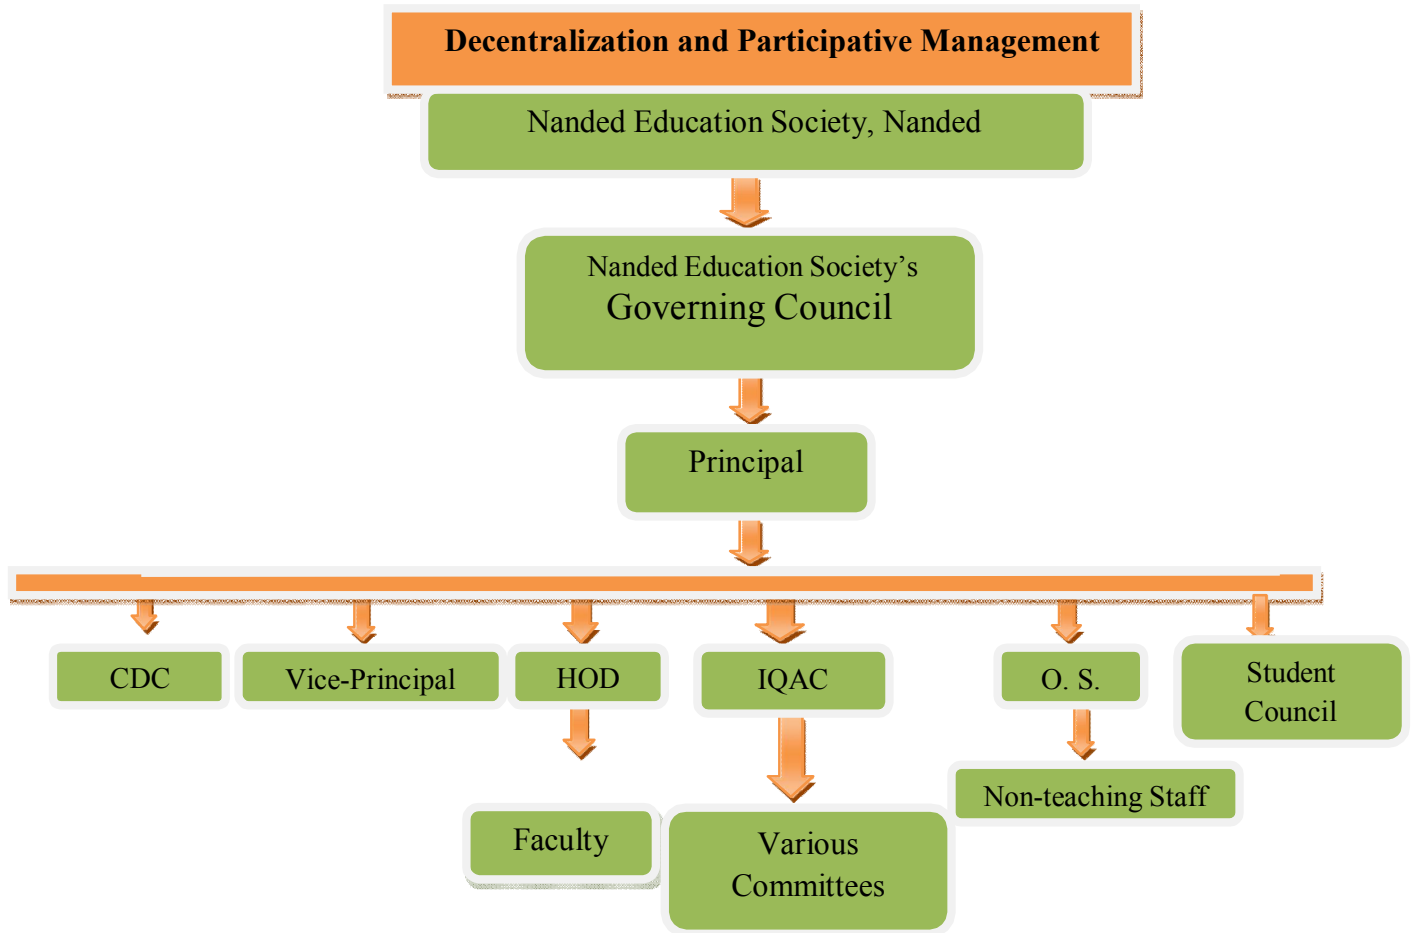 Decentralization and Participative Management
Nanded Education Society, Nanded
Nanded Education Society’s
Governing Council
Principal
CDC
Vice-Principal
HOD
IQAC
O. S.
Student
Council
Non-teaching Staff
Faculty
Various
Committees